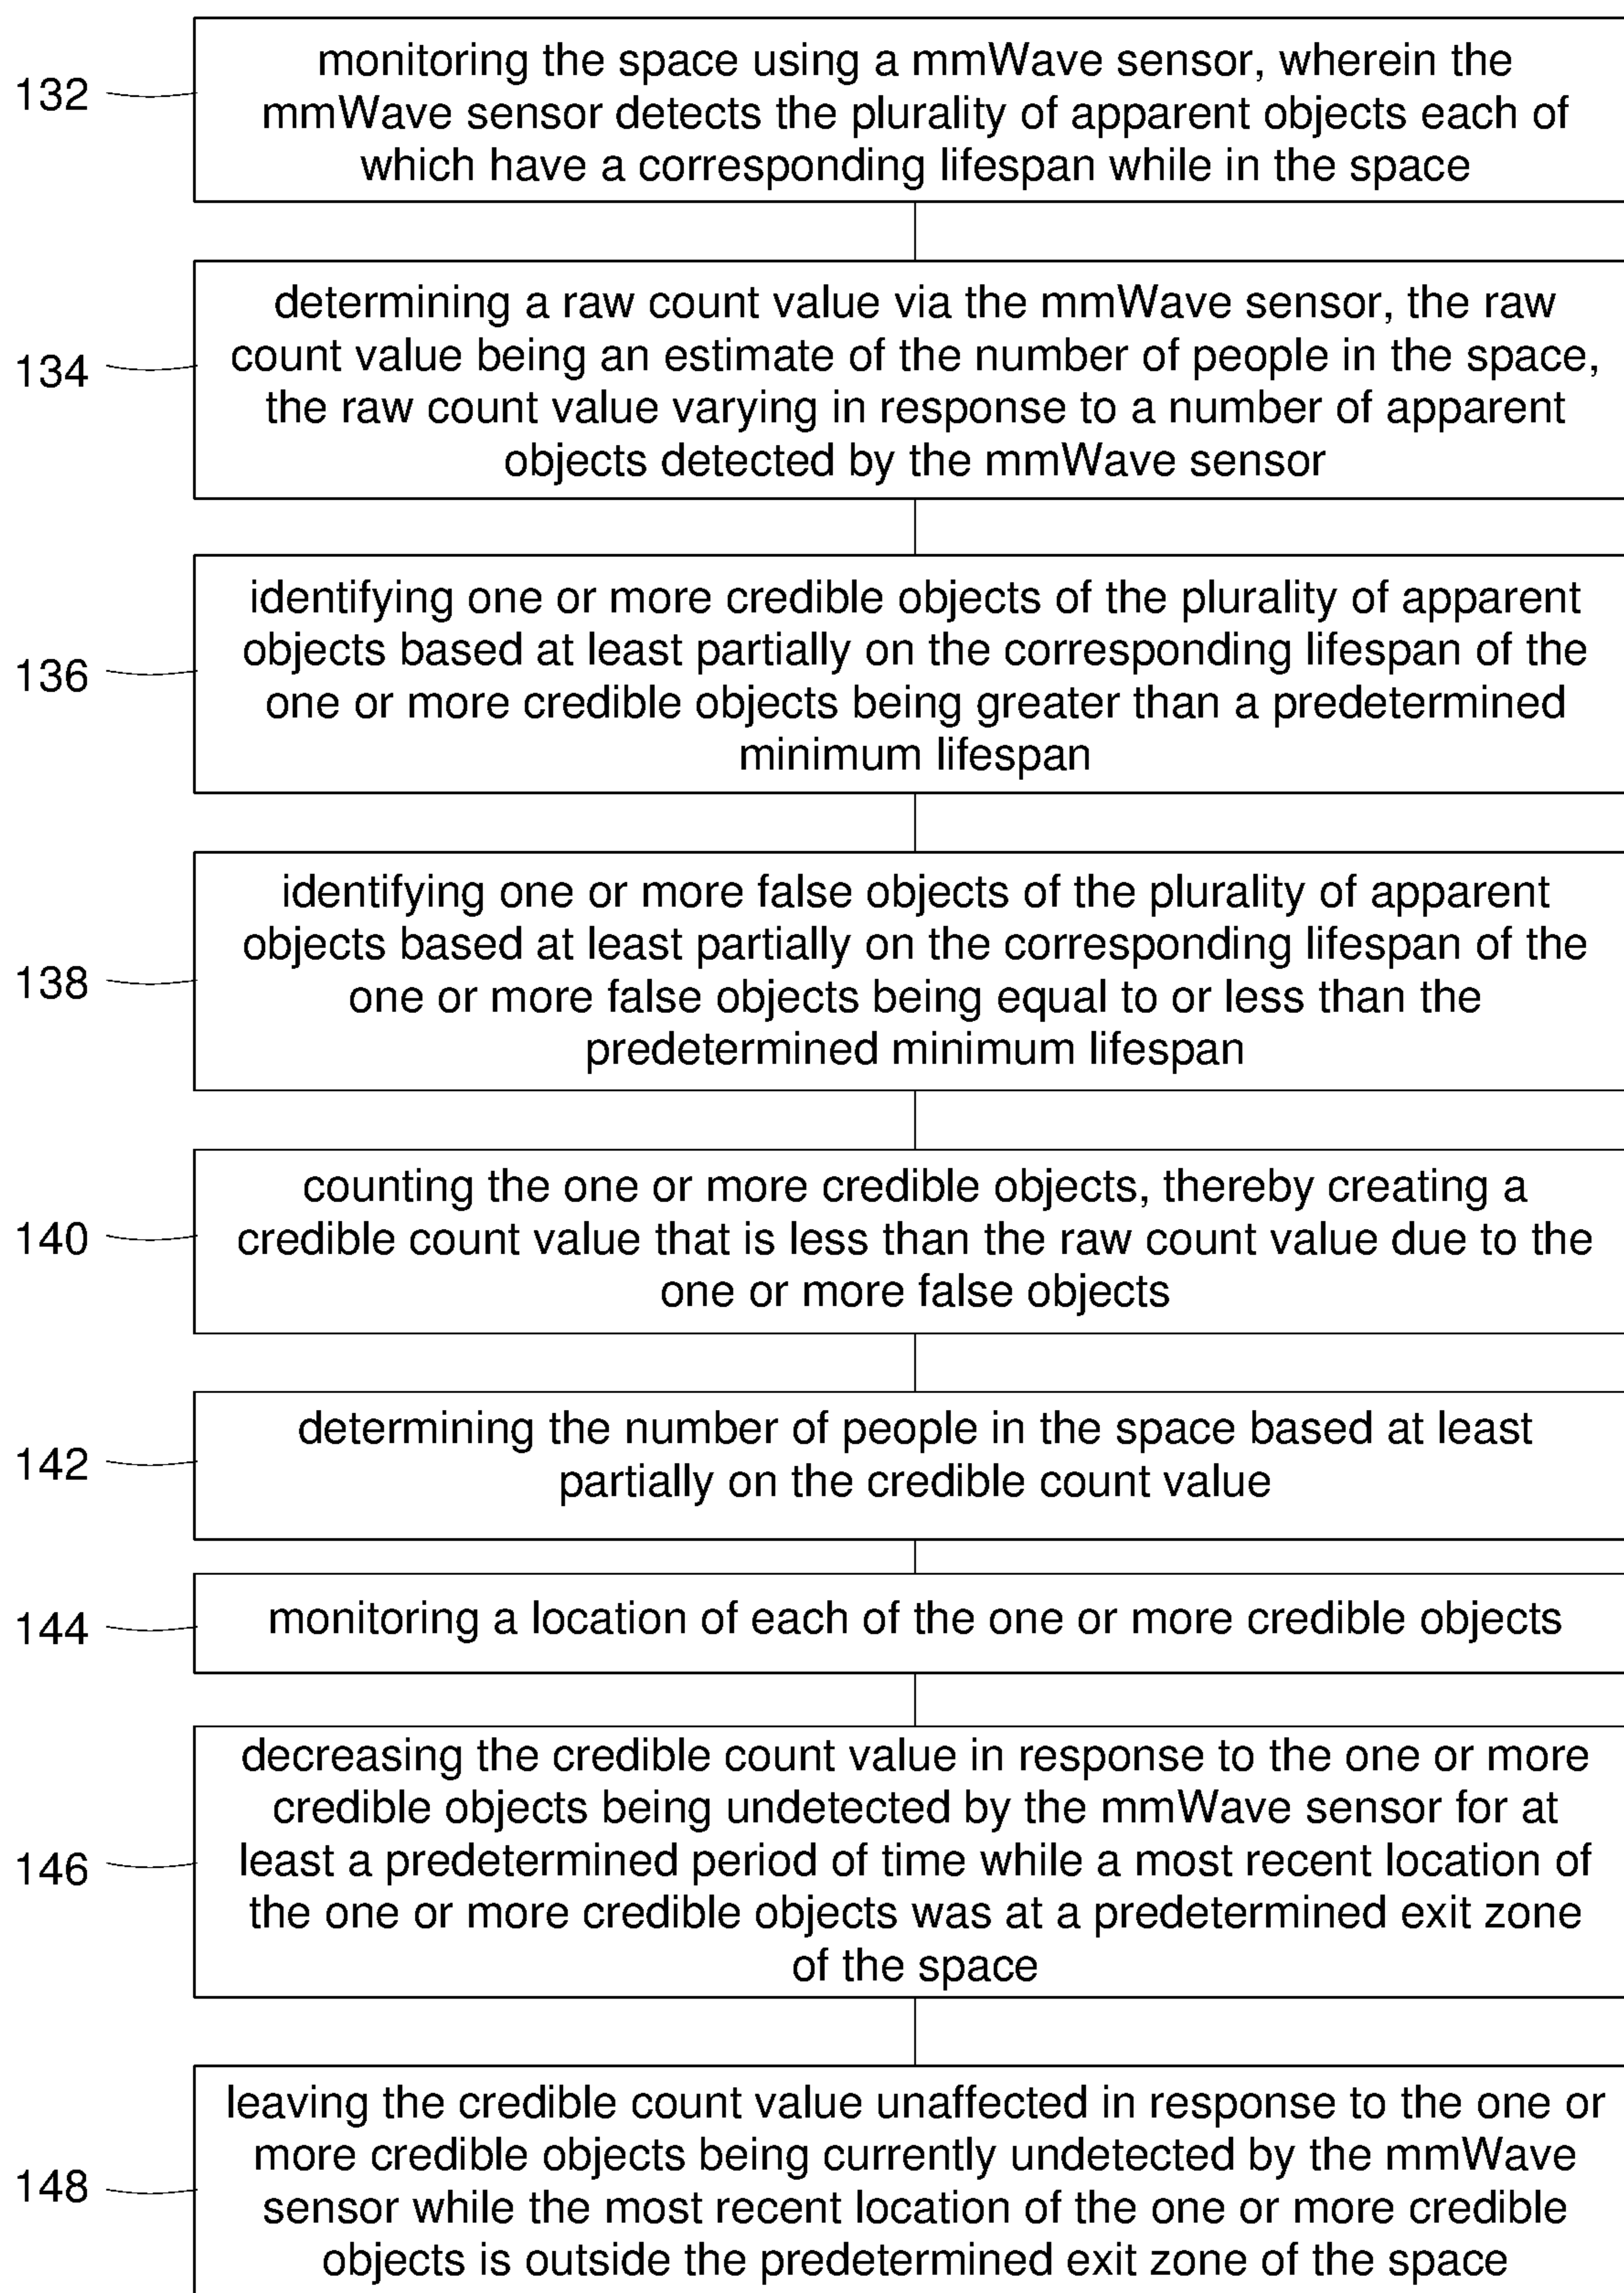 132
monitoring the space using a mmWave sensor, wherein the
mmWave sensor detects the plurality of apparent objects each of
which have a corresponding lifespan while in the space
134
determining a raw count value via the mmWave sensor, the raw
count value being an estimate of the number of people in the space,
the raw count value varying in response to a number of apparent
objects detected by the mmWave sensor
136
identifying one or more credible objects of the plurality of apparent
objects based at least partially on the corresponding lifespan of the
one or more credible objects being greater than a predetermined
minimum lifespan
138
identifying one or more false objects of the plurality of apparent
objects based at least partially on the corresponding lifespan of the
one or more false objects being equal to or less than the
predetermined minimum lifespan
140
counting the one or more credible objects, thereby creating a
credible count value that is less than the raw count value due to the
one or more false objects
142
determining the number of people in the space based at least
partially on the credible count value
144
monitoring a location of each of the one or more credible objects
146
decreasing the credible count value in response to the one or more
credible objects being undetected by the mmWave sensor for at
least a predetermined period of time while a most recent location of
the one or more credible objects was at a predetermined exit zone
of the space
148
leaving the credible count value unaffected in response to the one or
more credible objects being currently undetected by the mmWave
sensor while the most recent location of the one or more credible
objects is outside the predetermined exit zone of the space